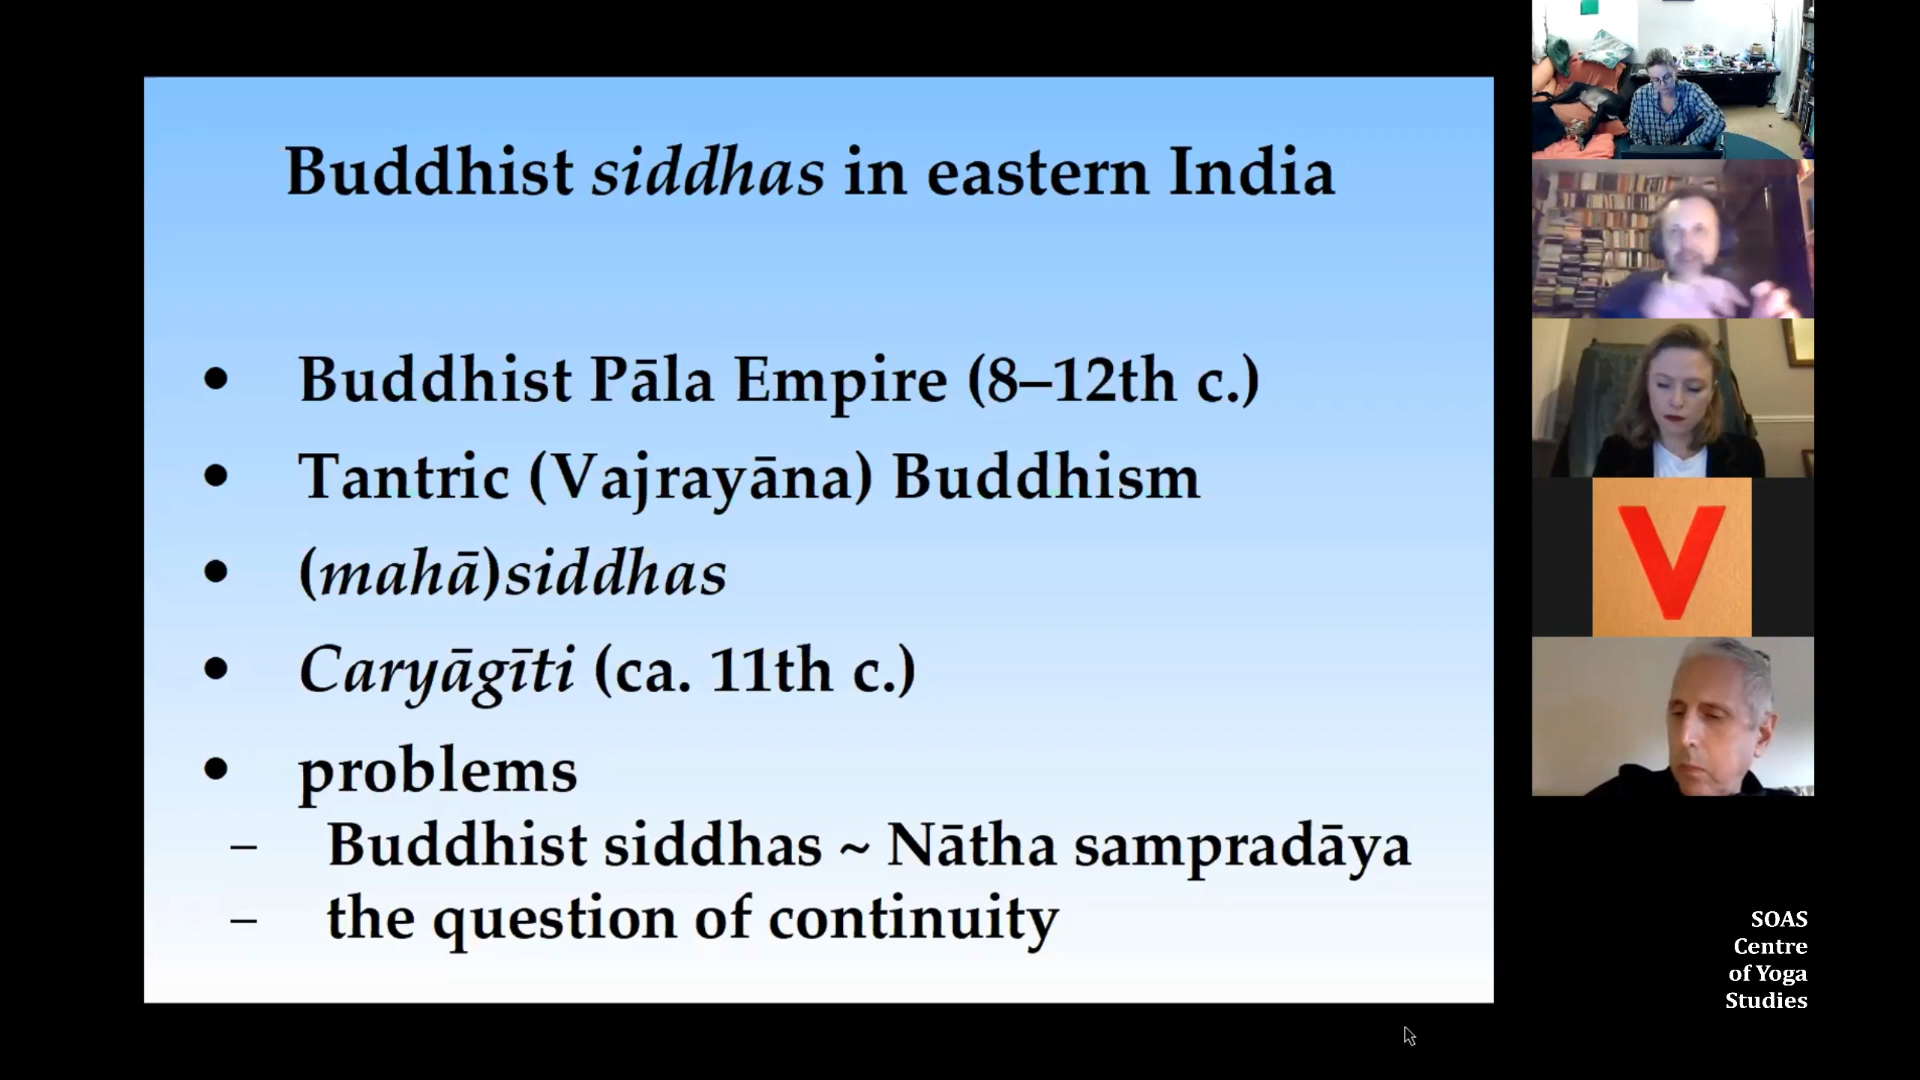 Buddhist siddhas in eastern India
• Buddhist Pāla Empire (8–12th c.)
• Tantric (Vajrayāna) Buddhism
• (mahā)siddhas
• Caryāgīti (ca. 11th c.)
• problems
– Buddhist siddhas ~ Nātha sampradāya
– the question of continuity
V
SOAS
Centre
of Yoga
Studies